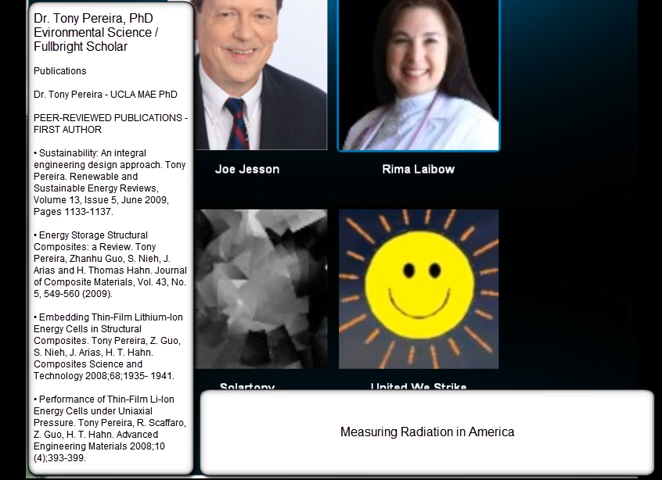 Dr. Tony Pereira, PhD
Evironmental Science /
Fullbright Scholar
Publications
Dr. Tony Pereira - UCLA MAE PhD
PEER-REVIEWED PUBLICATIONS -
FIRST AUTHOR
• Sustainability: An integral
engineering design approach. Tony
Pereira. Renewable and
Sustainable Energy Reviews,
Volume 13, Issue 5, June 2009,
Pages 1133-1137.
• Energy Storage Structural
Composites: a Review. Tony
Pereira, Zhanhu Guo, S. Nieh, J.
Arias and H. Thomas Hahn. Journal
of Composite Materials, Vol. 43, No.
5, 549-560 (2009).
• Embedding Thin-Film Lithium-Ion
Energy Cells in Structural
Composites. Tony Pereira, Z. Guo,
S. Nieh, J. Arias, H. T. Hahn.
Composites Science and
Technology 2008;68;1935- 1941.
• Performance of Thin-Film Li-Ion
Energy Cells under Uniaxial
Pressure. Tony Pereira, R. Scaffaro,
Z. Guo, H. T. Hahn. Advanced
Engineering Materials 2008;10
(4);393-399.
Joe Jesson
Rima Laibow
Solartony
United We Strike
Measuring Radiation in America